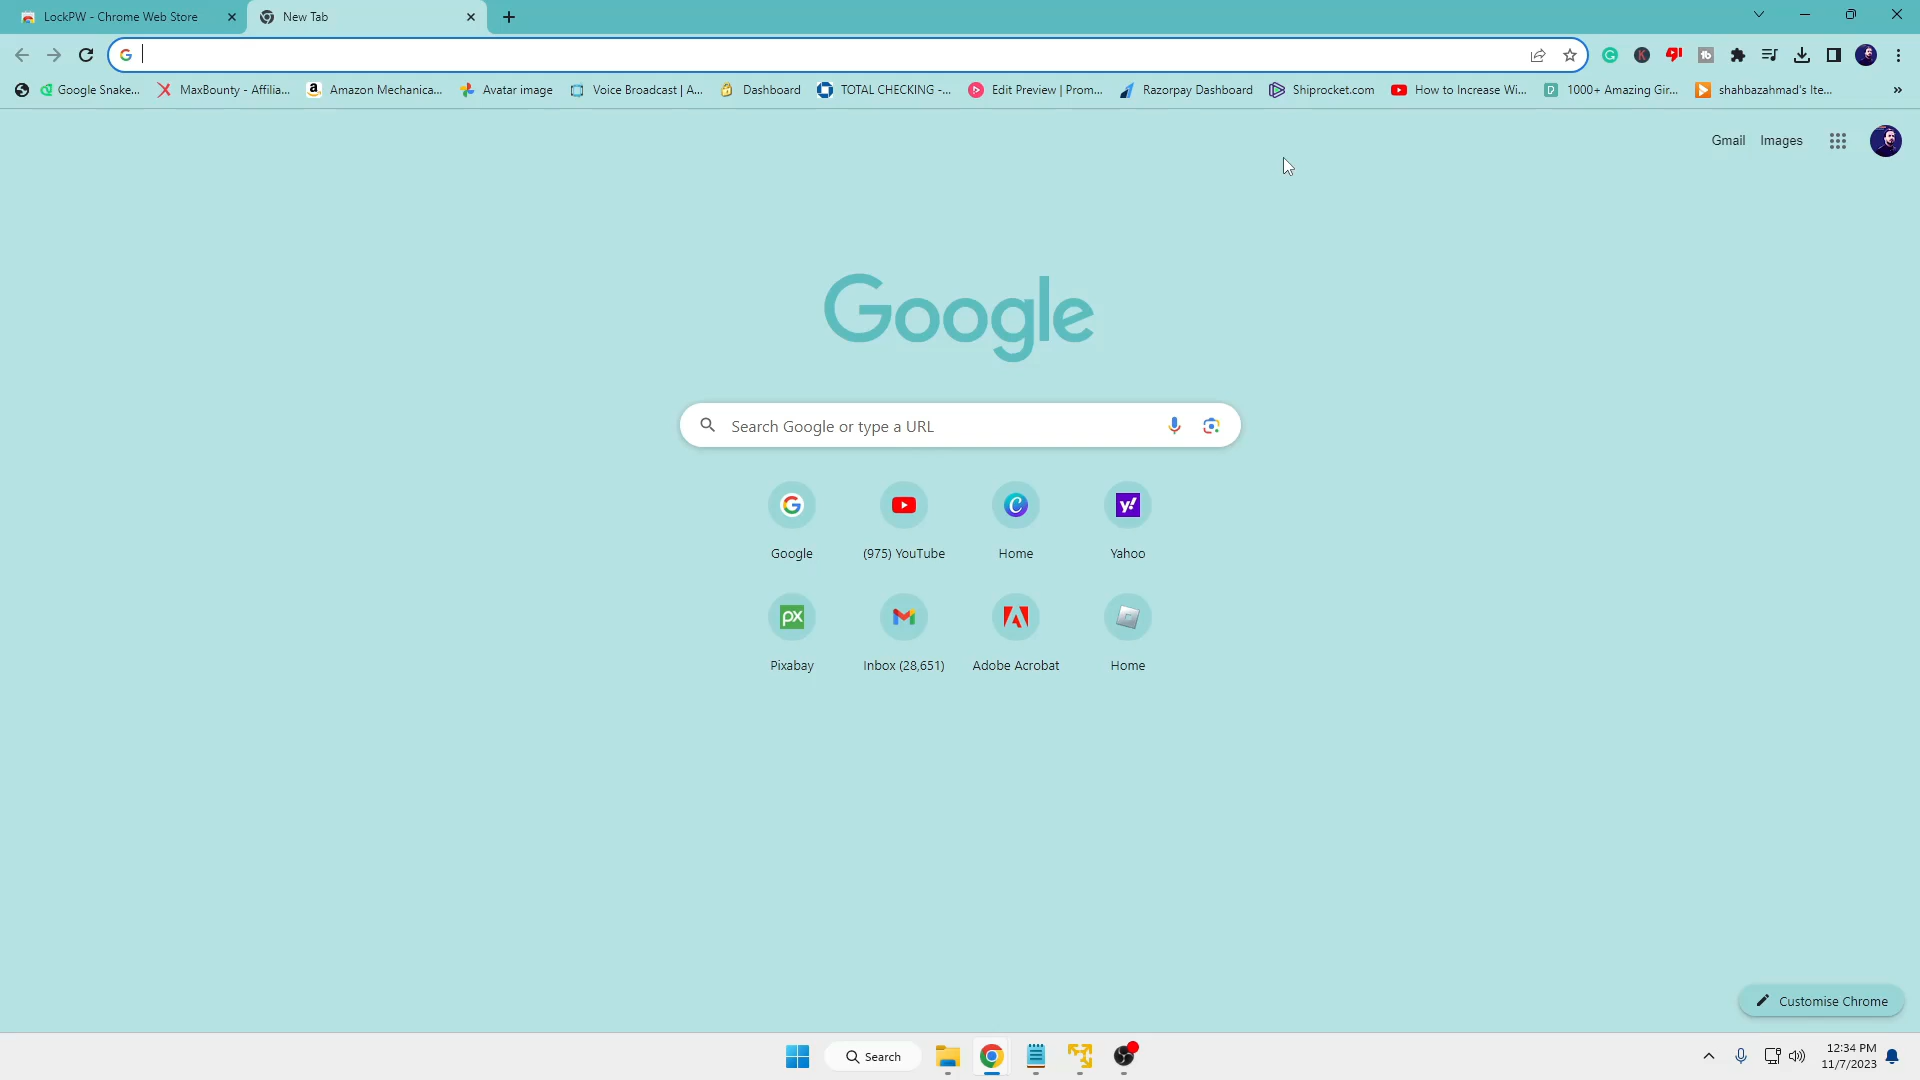 LockPW - Chrome Web Store
New Tab
Google Snake...
MaxBounty - Affilia...
Amazon Mechanica...
Avatar image
Voice Broadcast | A...
Dashboard
TOTAL CHECKING -...
Edit Preview | Prom...
Razorpay Dashboard
Shiprocket.com
How to Increase Wi...
1000+ Amazing Gir...
shahbazahmad's Ite...
»
Gmail Images
Google
Search Google or type a URL
Google
(975) YouTube
Home
Yahoo
Pixabay
Inbox (28,651)
Adobe Acrobat
Home
Customise Chrome
Search
12:34 PM
11/7/2023